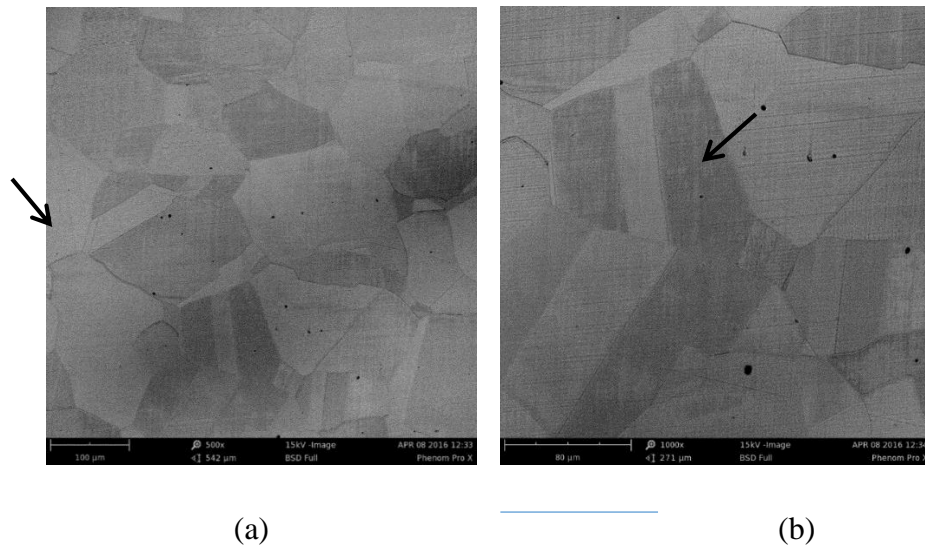 100 µm
500x
542 µm
15kV -Image
BSD Full
APR 08 2016 12:33
Phenom Pro X
80 µm
1000x
271 µm
15kV -Image
BSD Full
APR 08 2016 12:34
Phenom Pro X
(a)
(b)